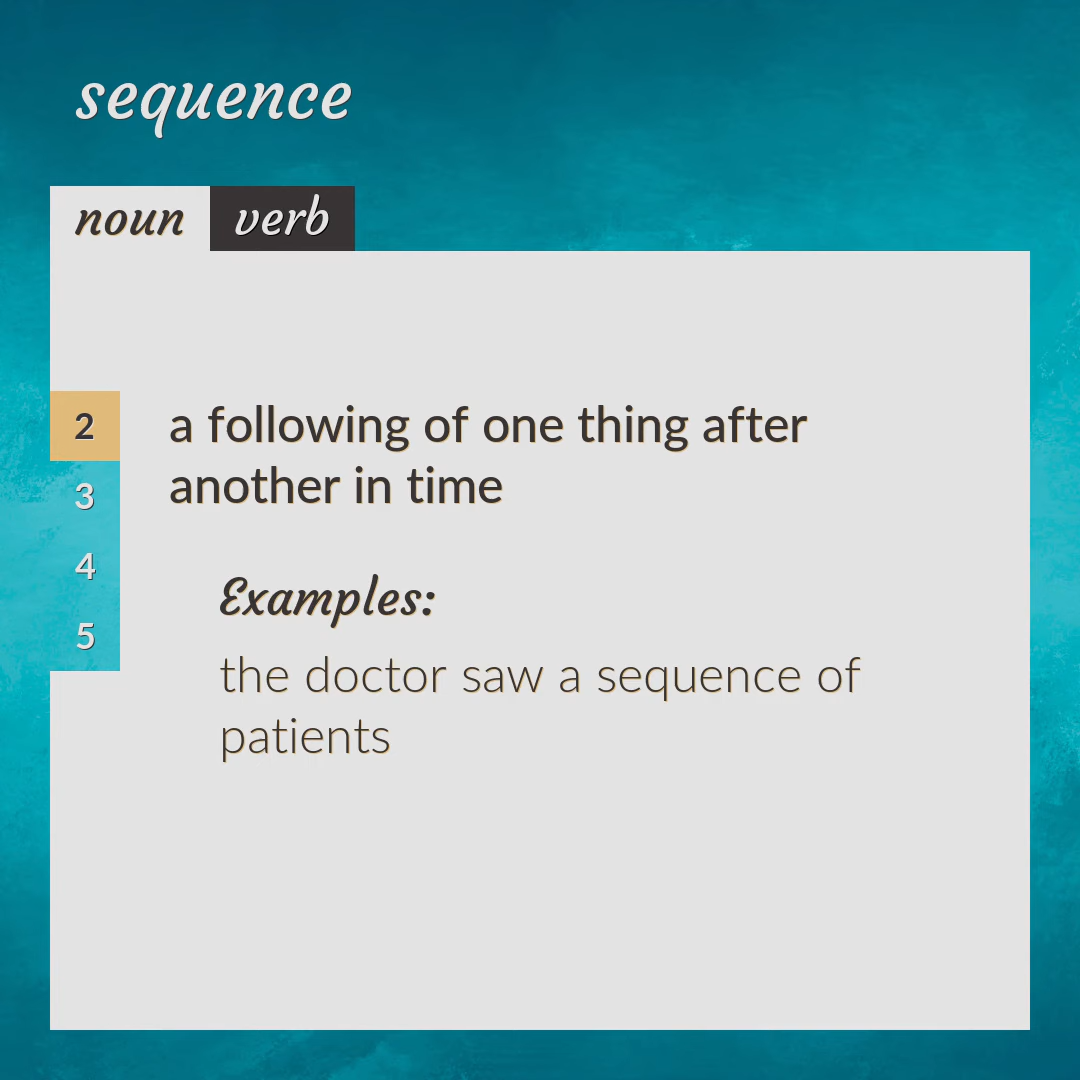 sequence
noun verb
2 a following of one thing after
another in time
3
4
5
Examples:
the doctor saw a sequence of
patients